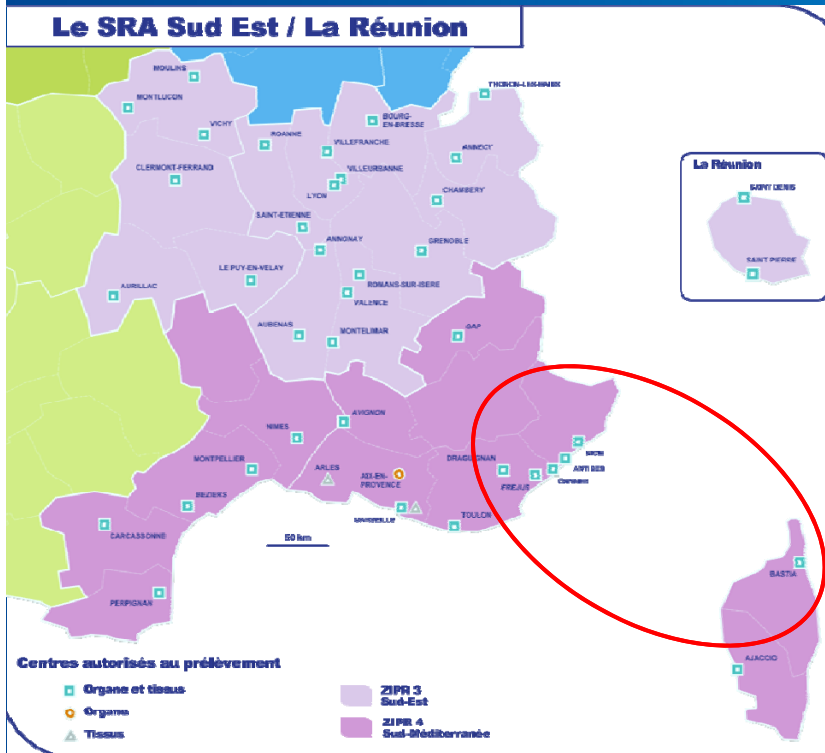 Le SRA Sud Est / La Réunion
MOULINS
THONON-LES-BAINS
MONTLUCON
BOURG-
EN-BRESSE
VICHY
ROANNE
VILLEFRANCHE
ANNECY
CLERMONT-FERRAND
VILLEURBANNE
LYON
CHAMBERY
SAINT-ETIENNE
ANNONAY
GRENOBLE
LE PUY-EN-VELAY
ROMANS-SUR-ISERE
AURILLAC
VALENCE
AUBENAS
MONTELIMAR
GAP
La Réunion
SAINT DENIS
SAINT PIERRE
AVIGNON
NIMES
NICE
MONTPELLIER
ARLES
AIX-EN-
PROVENCE
DRAGUIGNAN
ANTIBES
CANNES
FREJUS
BEZIERS
MARSEILLE
TOULON
CARCASSONNE
50 km
PERPIGNAN
BASTIA
AJACCIO
Centres autorisés au prélèvement
Organe et tissus
Organe
Tissus
ZIPR 3
Sud-Est
ZIPR 4
Sud-Méditerranée